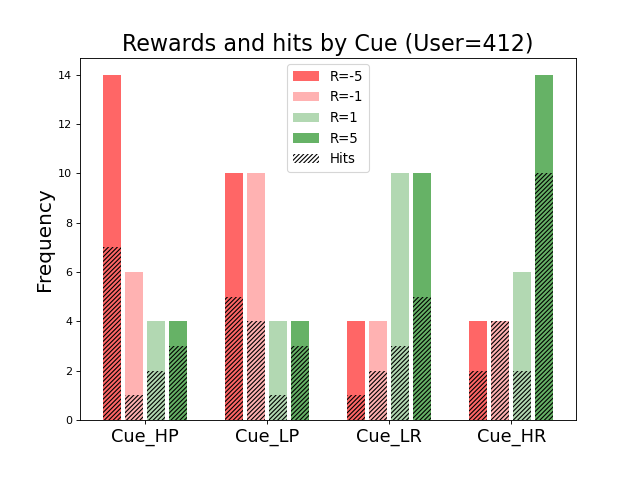 Rewards and hits by Cue (User=412)
R=-5
R=-1
R=1
R=5
Hits
Frequency
14
12
10
8
6
4
2
0
Cue_HP
Cue_LP
Cue_LR
Cue_HR